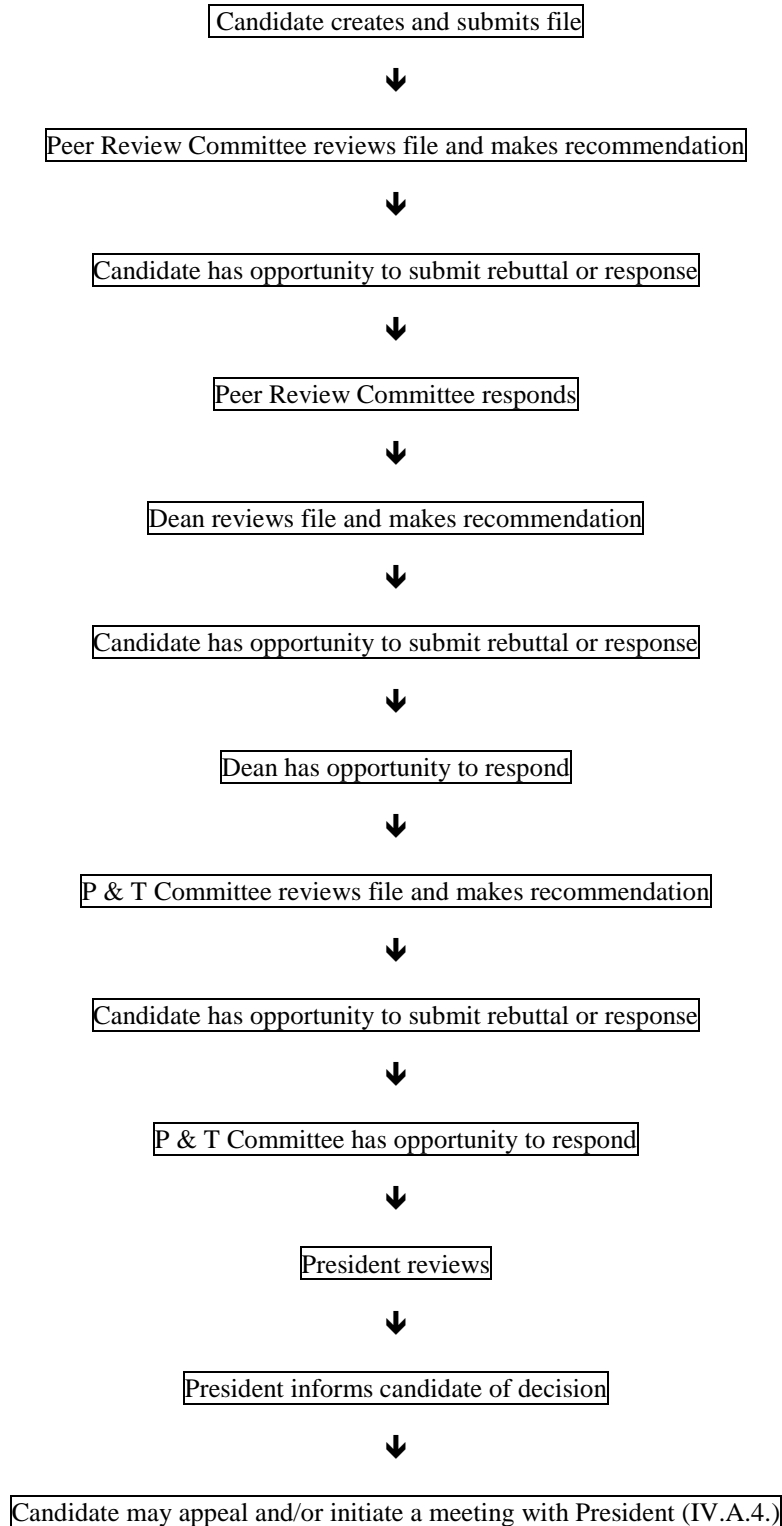 Candidate creates and submits file
🡻
Peer Review Committee reviews file and makes recommendation
🡻
Candidate has opportunity to submit rebuttal or response
🡻
Peer Review Committee responds
🡻
Dean reviews file and makes recommendation
🡻
Candidate has opportunity to submit rebuttal or response
🡻
Dean has opportunity to respond
🡻
P & T Committee reviews file and makes recommendation
🡻
Candidate has opportunity to submit rebuttal or response
🡻
P & T Committee has opportunity to respond
🡻
President reviews
🡻
President informs candidate of decision
🡻
Candidate may appeal and/or initiate a meeting with President (IV.A.4.)